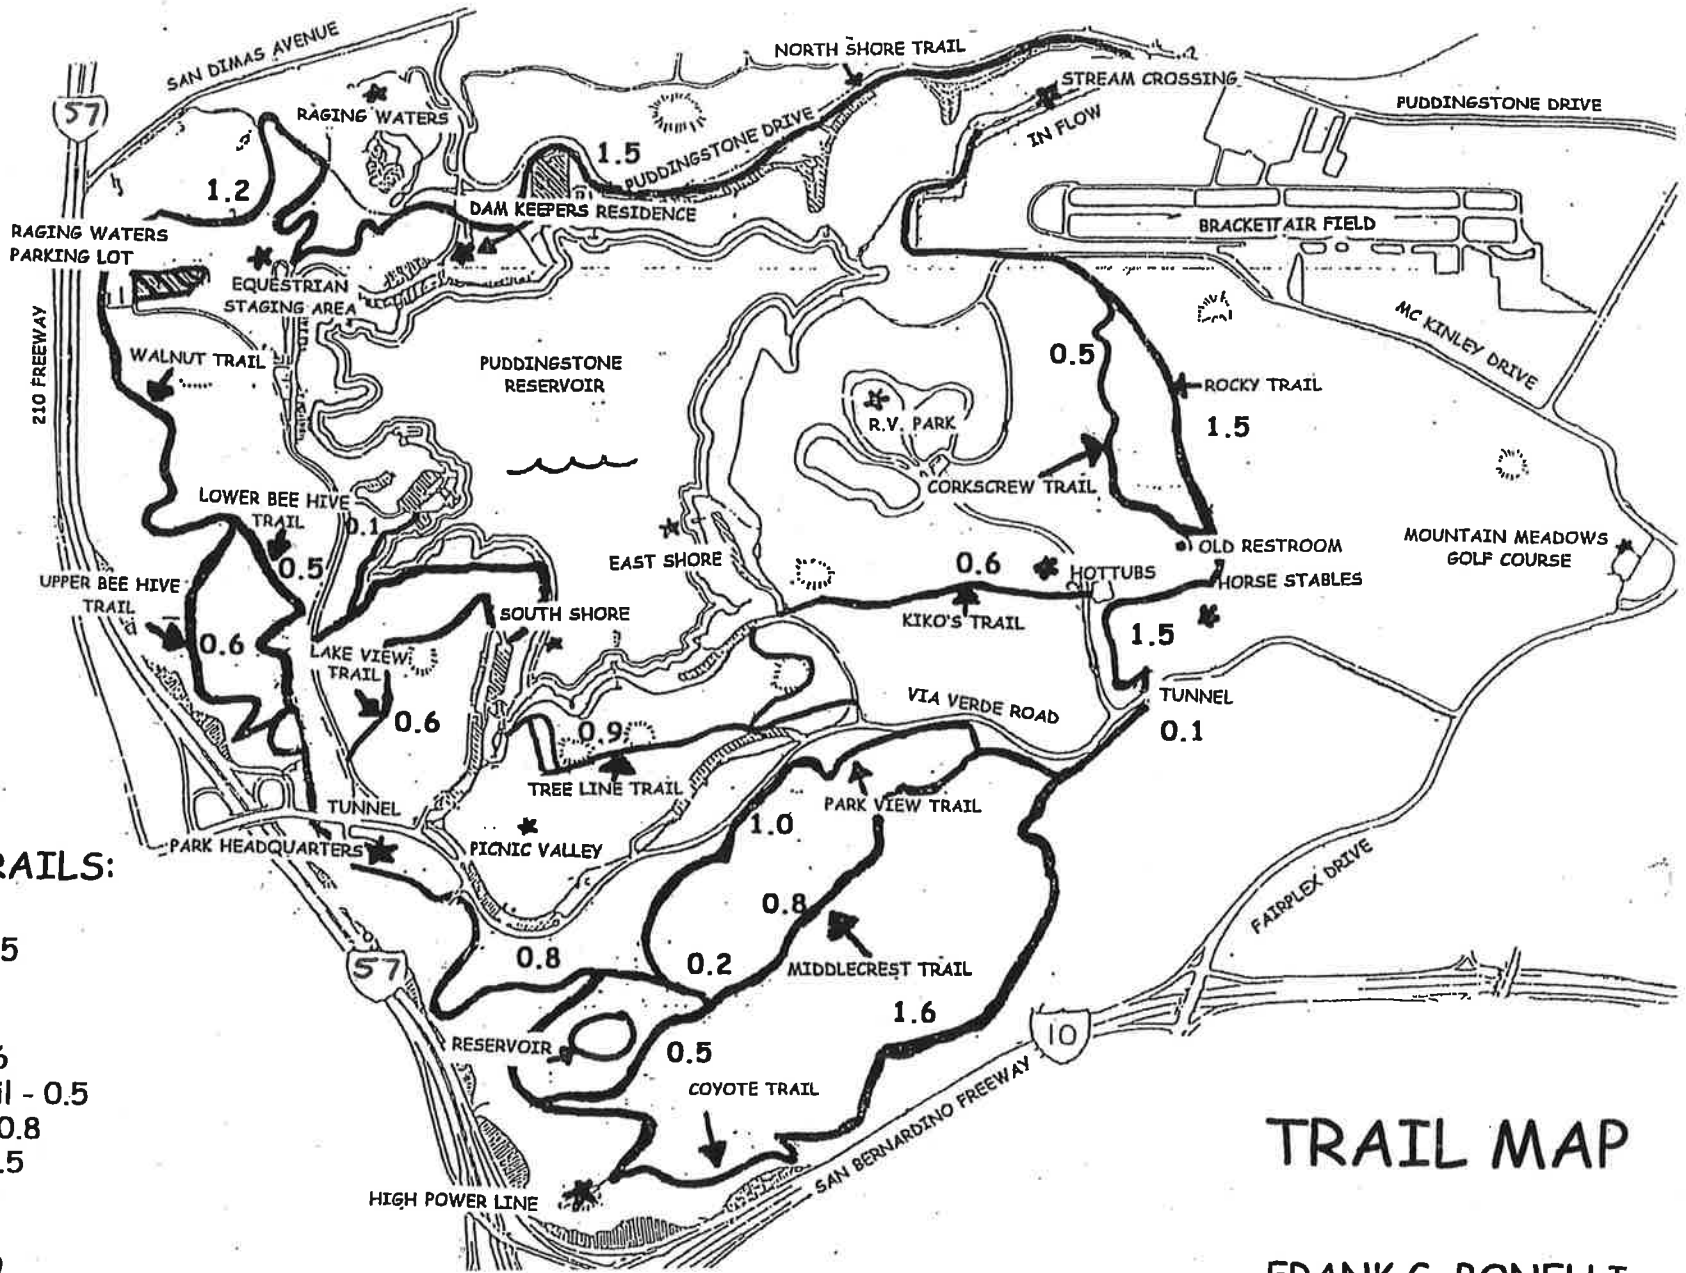 SAN DIMAS AVENUE
NORTH SHORE TRAIL
STREAM CROSSING
57
RAGING WATERS
PUDDINGSTONE DRIVE
IN FLOW
1.5
PUDDINGSTONE DRIVE
1.2
DAM KEEPERS RESIDENCE
BRACKETT AIR FIELD
RAGING WATERS
PARKING LOT
EQUESTRIAN
STAGING AREA
210 FREEWAY
MC KINLEY DRIVE
WALNUT TRAIL
PUDDINGSTONE
RESERVOIR
0.5
ROCKY TRAIL
1.5
R.V. PARK
CORKSCREW TRAIL
LOWER BEE HIVE
TRAIL
0.1
EAST SHORE
OLD RESTROOM
MOUNTAIN MEADOWS
GOLF COURSE
0.5
0.6
HOTTUBS
HORSE STABLES
UPPER BEE HIVE
TRAIL
SOUTH SHORE
KIKO'S TRAIL
1.5
0.6
LAKE VIEW
TRAIL
0.6
VIA VERDE ROAD
TUNNEL
0.1
0.9
TREE LINE TRAIL
PARK VIEW TRAIL
TUNNEL
1.0
PARK HEADQUARTERS
PICNIC VALLEY
RAILS:
5
FAIRPLEX DRIVE
0.8
57
0.8
0.2
MIDDLECREST TRAIL
1.6
10
RESERVOIR
0.5
COYOTE TRAIL
SAN BERNARDINO FREEWAY
il - 0.5
0.8
.5
HIGH POWER LINE
TRAIL MAP
FRANK G. BONELLI